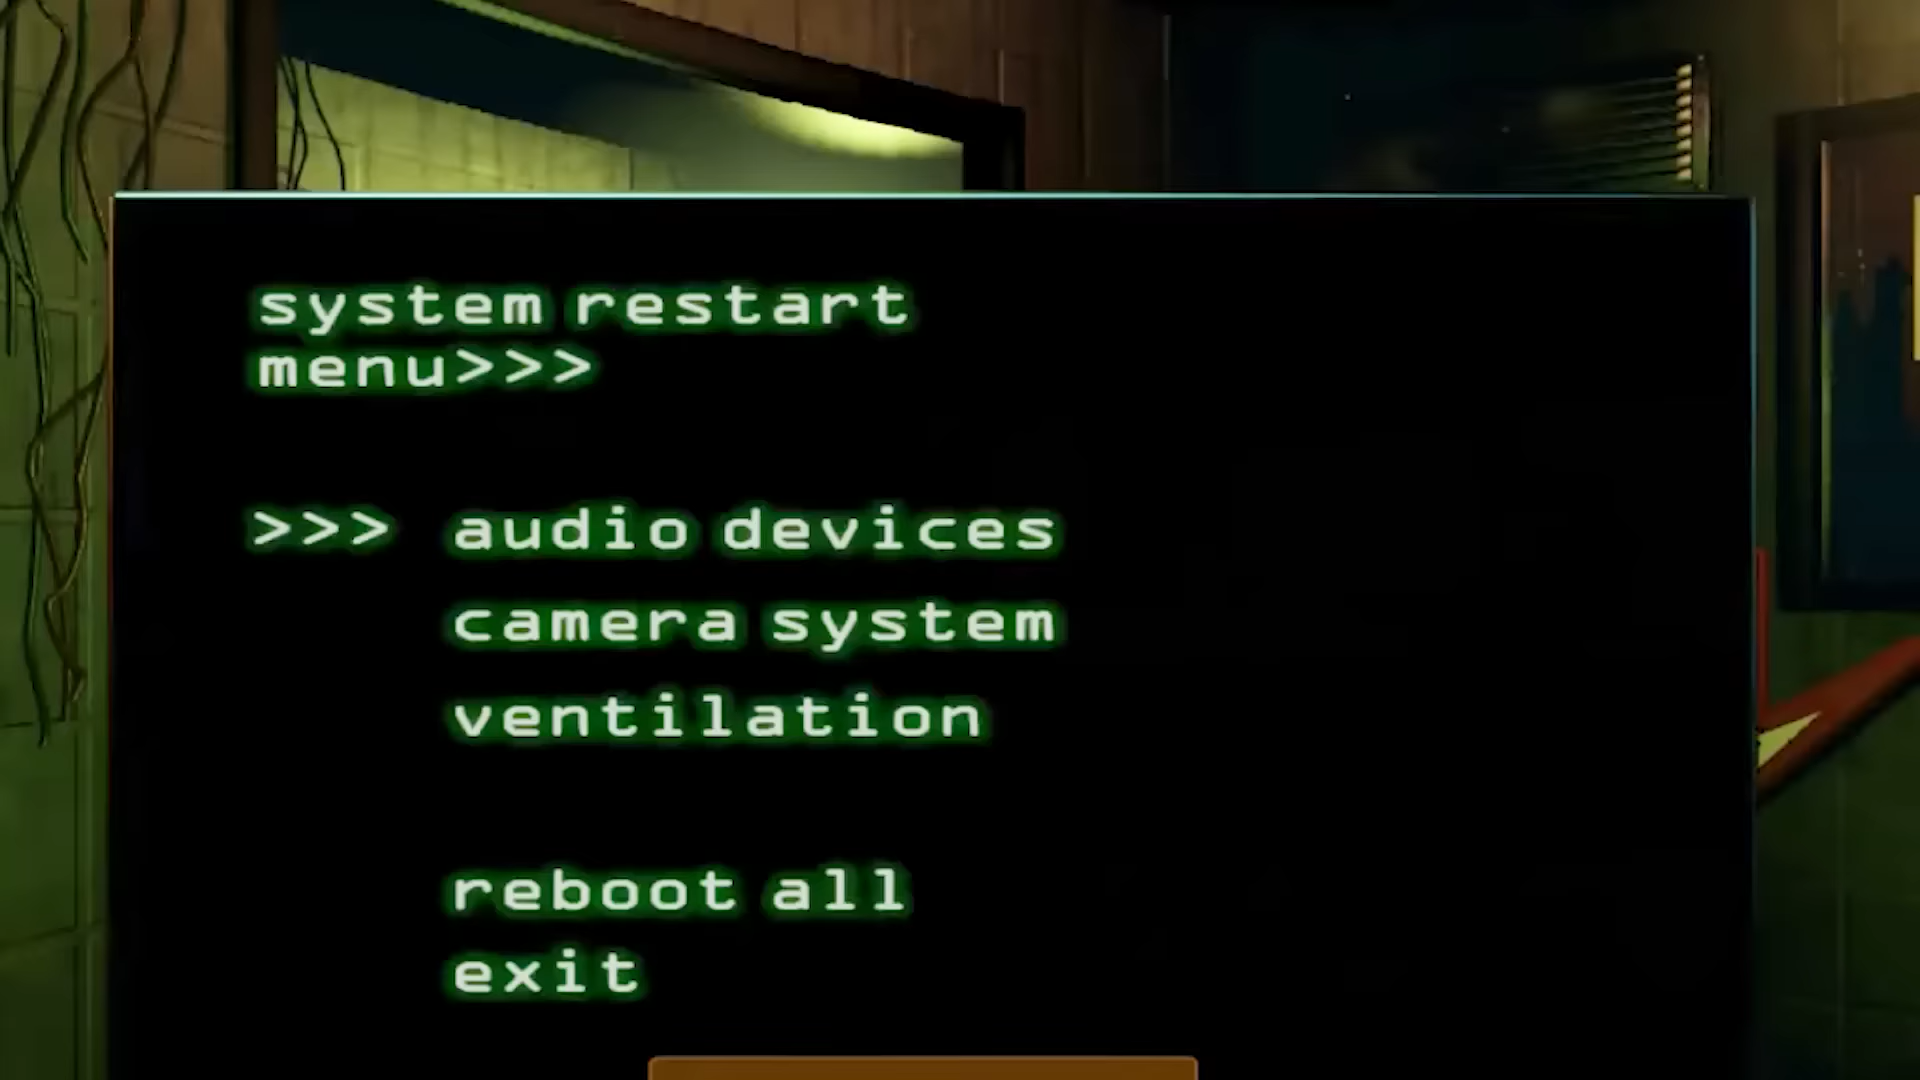 system restart
menu>>>
>>> audio devices
camera system
ventilation
reboot all
exit